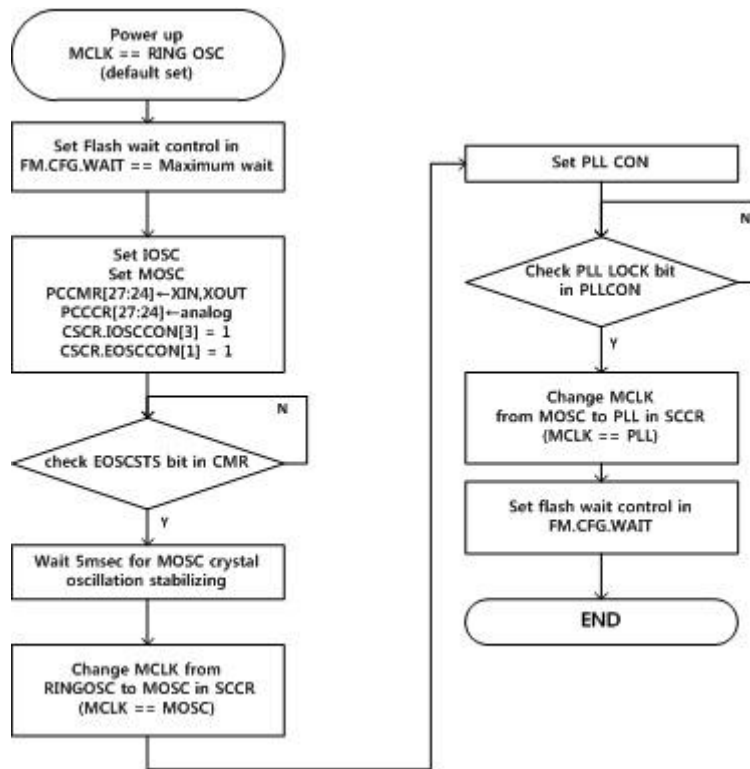 Power up
MCLK == RING OSC
(default set)
Set Flash wait control in
FM.CFG.WAIT == Maximum wait
Set IOSC
Set MOSC
PCCMR[27:24]←XIN,XOUT
PCCCR[27:24]←analog
CSCR.IOSCCON[3] = 1
CSCR.EOSCCON[1] = 1
N
check EOSCSTS bit in CMR
Y
Wait 5msec for MOSC crystal
oscillation stabilizing
Change MCLK from
RINGOSC to MOSC in SCCR
(MCLK == MOSC)
Set PLL CON
N
Check PLL LOCK bit
in PLLCON
Y
Change MCLK
from MOSC to PLL in SCCR
(MCLK == PLL)
Set flash wait control in
FM.CFG.WAIT
END